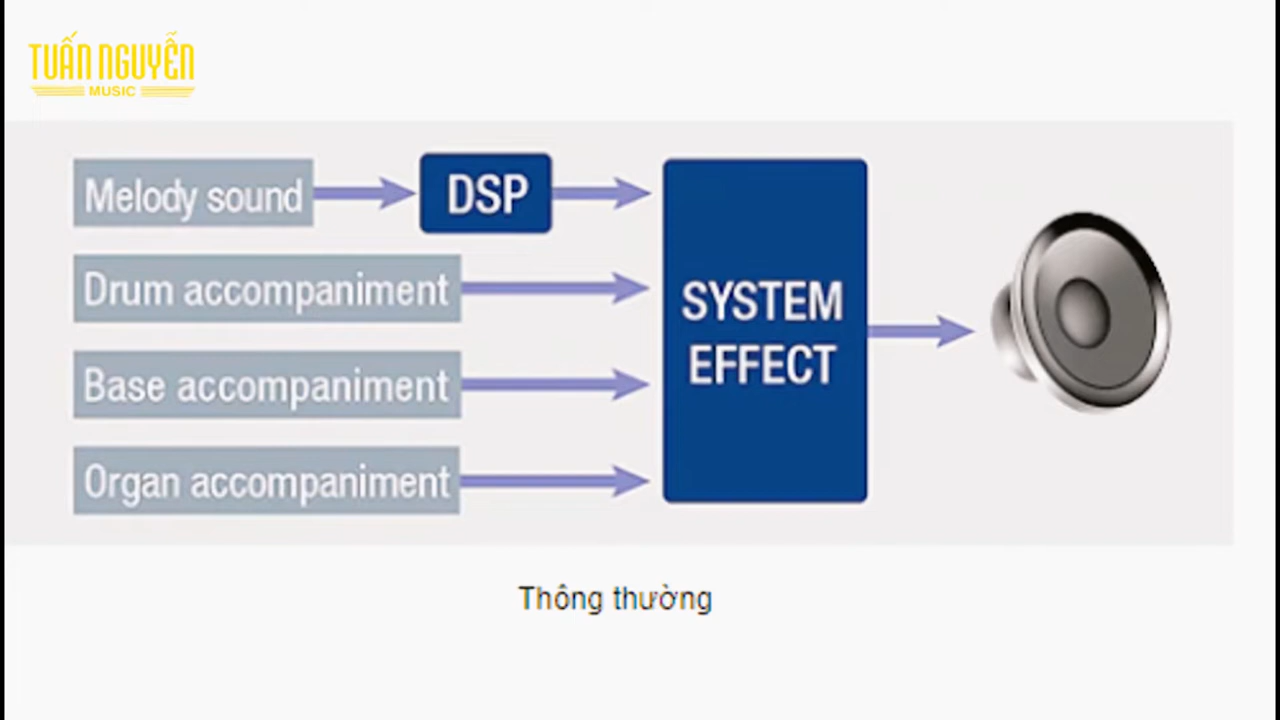 TUẤN NGUYỄN
MUSIC
Melody sound
DSP
Drum accompaniment
Base accompaniment
Organ accompaniment
SYSTEM
EFFECT
Thông thường